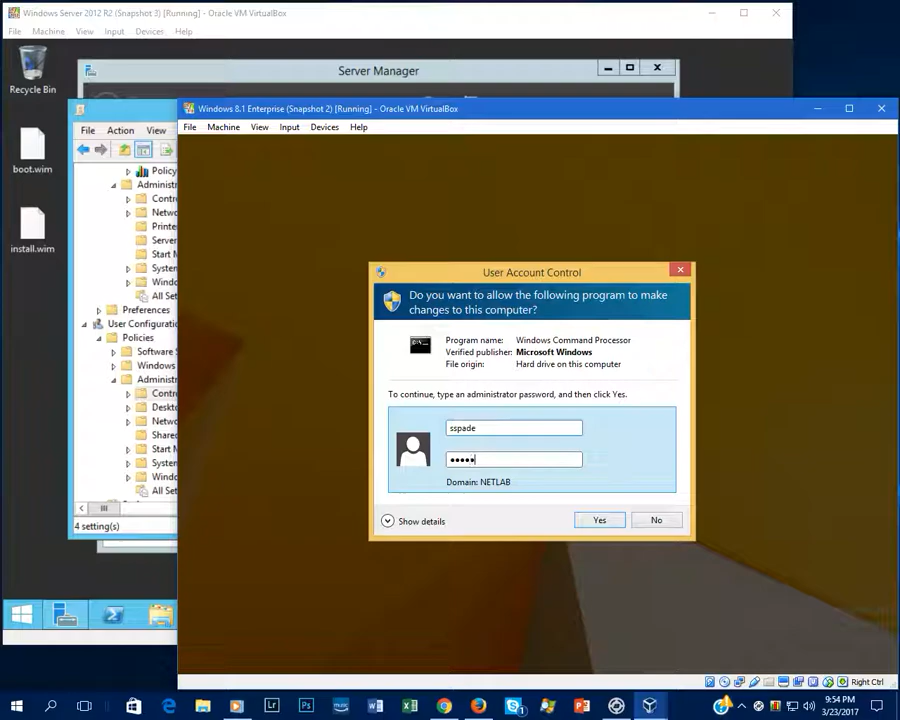 Windows Server 2012 R2 (Snapshot 3) [Running] - Oracle VM VirtualBox
File Machine View Input Devices Help
Recycle Bin
Server Manager
boot.wim
install.wim
File Action View
Policy
Administr
Contr
Netwo
Printe
Server
Start M
System
Windo
All Set
Preferences
User Configuratio
Policies
Software S
Windows
Administr
Contr
Deskto
Netwo
Shared
Start M
System
Windo
All Set
4 setting(s)
Windows 8.1 Enterprise (Snapshot 2) [Running] - Oracle VM VirtualBox
File Machine View Input Devices Help
User Account Control
Do you want to allow the following program to make
changes to this computer?
Program name: Windows Command Processor
Verified publisher: Microsoft Windows
File origin: Hard drive on this computer
To continue, type an administrator password, and then click Yes.
sspade
•••••
Domain: NETLAB
Show details
Yes No
Right Ctrl
9:54 PM
3/23/2017